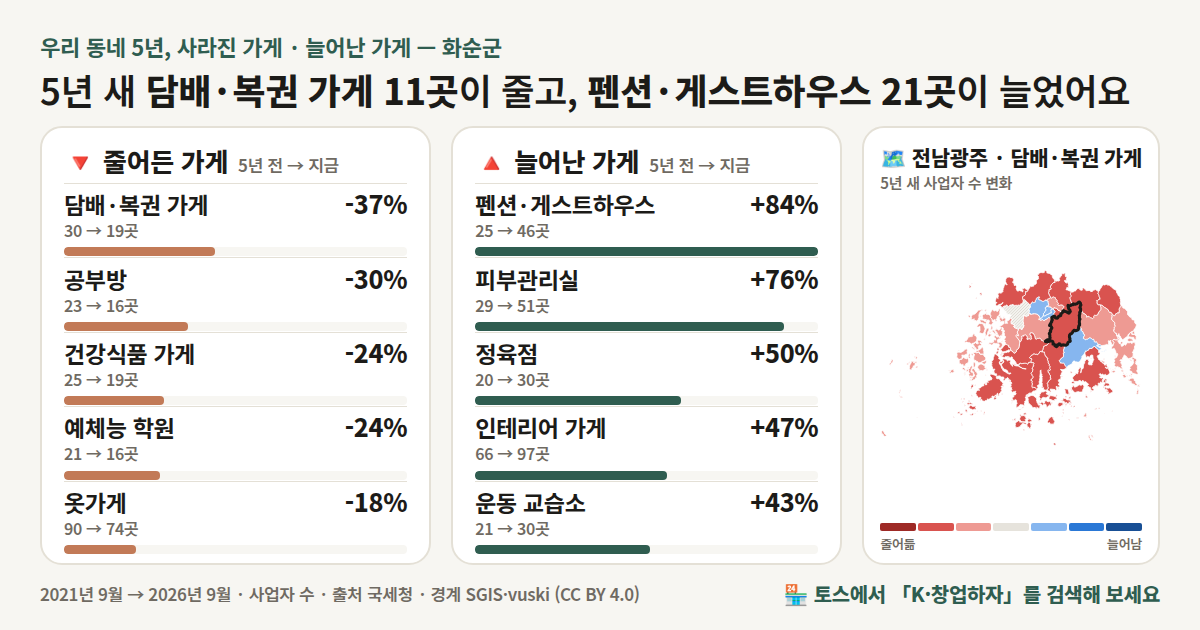 우리 동네 5년, 사라진 가게 · 늘어난 가게 — 화순군
5년 새 담배·복권 가게 11곳이 줄고, 펜션·게스트하우스 21곳이 늘었어요
🔻 줄어든 가게 5년 전 → 지금
담배·복권 가게 -37%
30 → 19곳
공부방 -30%
23 → 16곳
건강식품 가게 -24%
25 → 19곳
예체능 학원 -24%
21 → 16곳
옷가게 -18%
90 → 74곳
🔺 늘어난 가게 5년 전 → 지금
펜션·게스트하우스 +84%
25 → 46곳
피부관리실 +76%
29 → 51곳
정육점 +50%
20 → 30곳
인테리어 가게 +47%
66 → 97곳
운동 교습소 +43%
21 → 30곳
🗺️ 전남광주 · 담배·복권 가게
5년 새 사업자 수 변화
줄어듦 늘어남
2021년 9월 → 2026년 9월 · 사업자 수 · 출처 국세청 · 경계 SGIS·vuski (CC BY 4.0)
🏪 토스에서 「K·창업하자」를 검색해 보세요